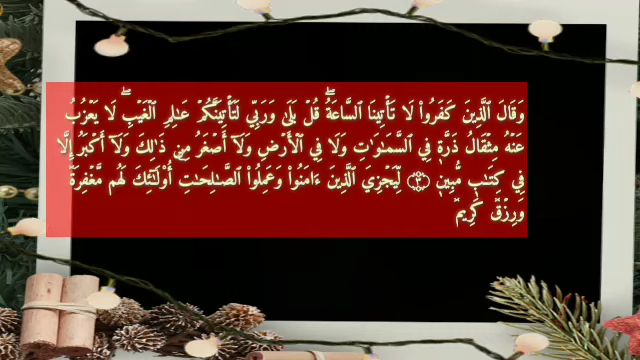 وَقَالَ ٱلَّذِينَ كَفَرُوا۟ لَا تَأْتِينَا ٱلسَّاعَةُ ۖ قُلْ بَلَىٰ وَرَبِّى لَتَأْتِيَنَّكُمْ عَـٰلِمِ ٱلْغَيْبِ ۖ لَا يَعْزُبُ
عَنْهُ مِثْقَالُ ذَرَّةٍ فِى ٱلسَّمَـٰوَٰتِ وَلَا فِى ٱلْأَرْضِ وَلَآ أَصْغَرُ مِن ذَٰلِكَ وَلَآ أَكْبَرُ إِلَّا
فِى كِتَـٰبٍ مُّبِينٍ ﴿٣﴾ لِّيَجْزِىَ ٱلَّذِينَ ءَامَنُوا۟ وَعَمِلُوا۟ ٱلصَّـٰلِحَـٰتِ ۚ أُو۟لَـٰٓئِكَ لَهُم مَّغْفِرَةٌ
وَرِزْقٌ كَرِيمٌ